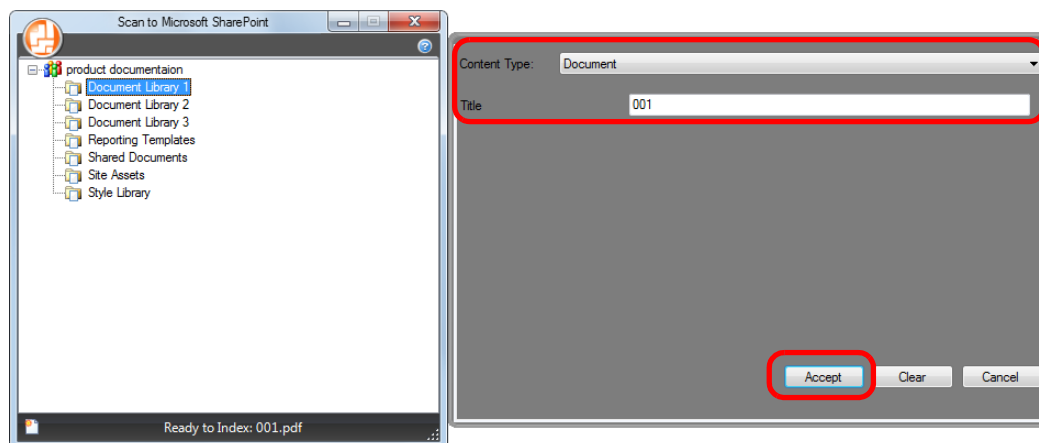 Scan to Microsoft SharePoint
product documentaion
Document Library 1
Document Library 2
Document Library 3
Reporting Templates
Shared Documents
Site Assets
Style Library
Ready to Index: 001.pdf
Content Type: Document
Title 001
Accept Clear Cancel